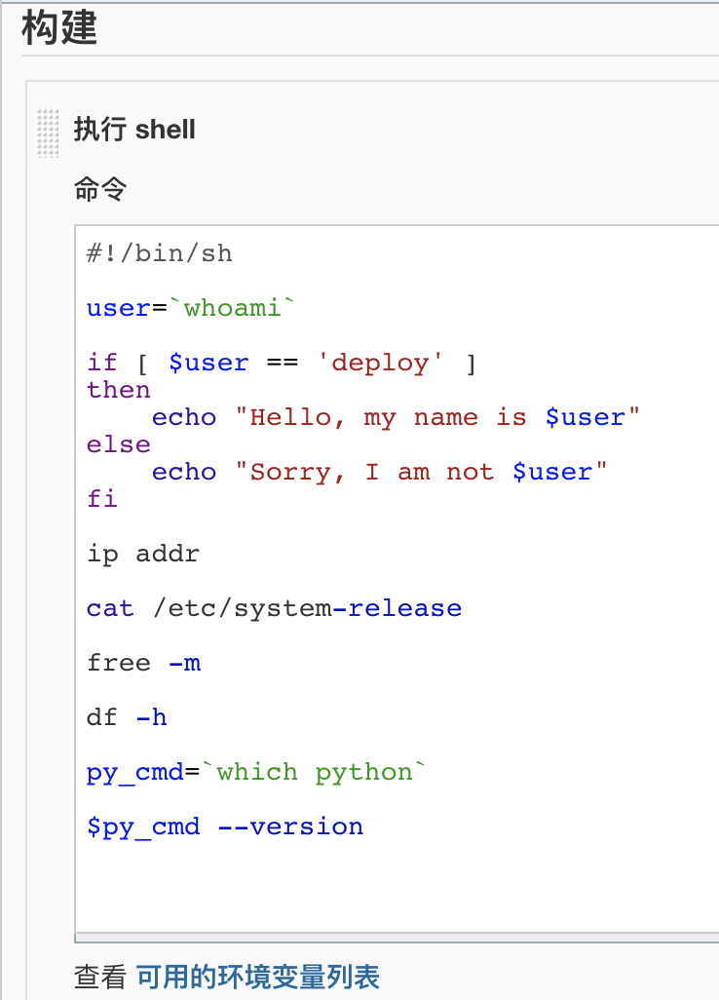 构建
执行 shell
命令
#!/bin/sh
user=`whoami`
if [ $user == 'deploy' ]
then
    echo "Hello, my name is $user"
else
    echo "Sorry, I am not $user"
fi
ip addr
cat /etc/system-release
free -m
df -h
py_cmd=`which python`
$py_cmd --version
查看 可用的环境变量列表